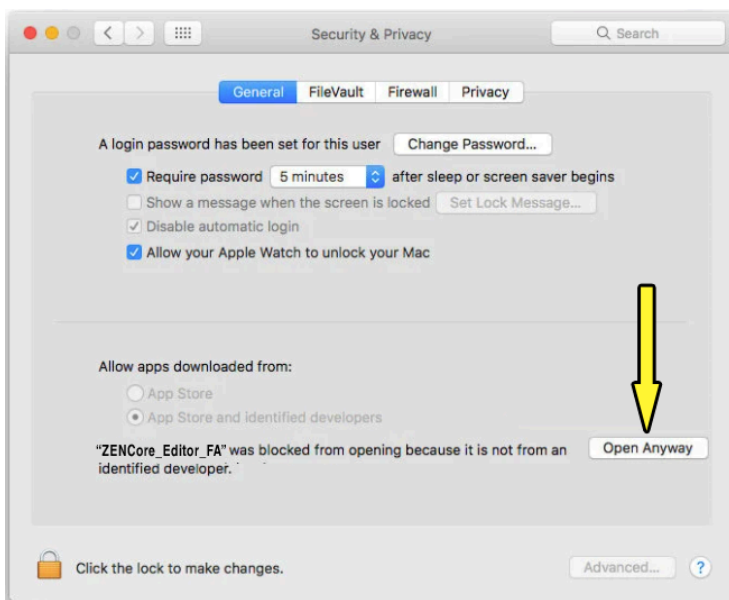 Security & Privacy
Search
General FileVault Firewall Privacy
A login password has been set for this user Change Password...
Require password 5 minutes after sleep or screen saver begins
Show a message when the screen is locked Set Lock Message...
Disable automatic login
Allow your Apple Watch to unlock your Mac
Allow apps downloaded from:
App Store
App Store and identified developers
“ZENCore_Editor_FA” was blocked from opening because it is not from an
identified developer.
Open Anyway
Click the lock to make changes.
Advanced...
?